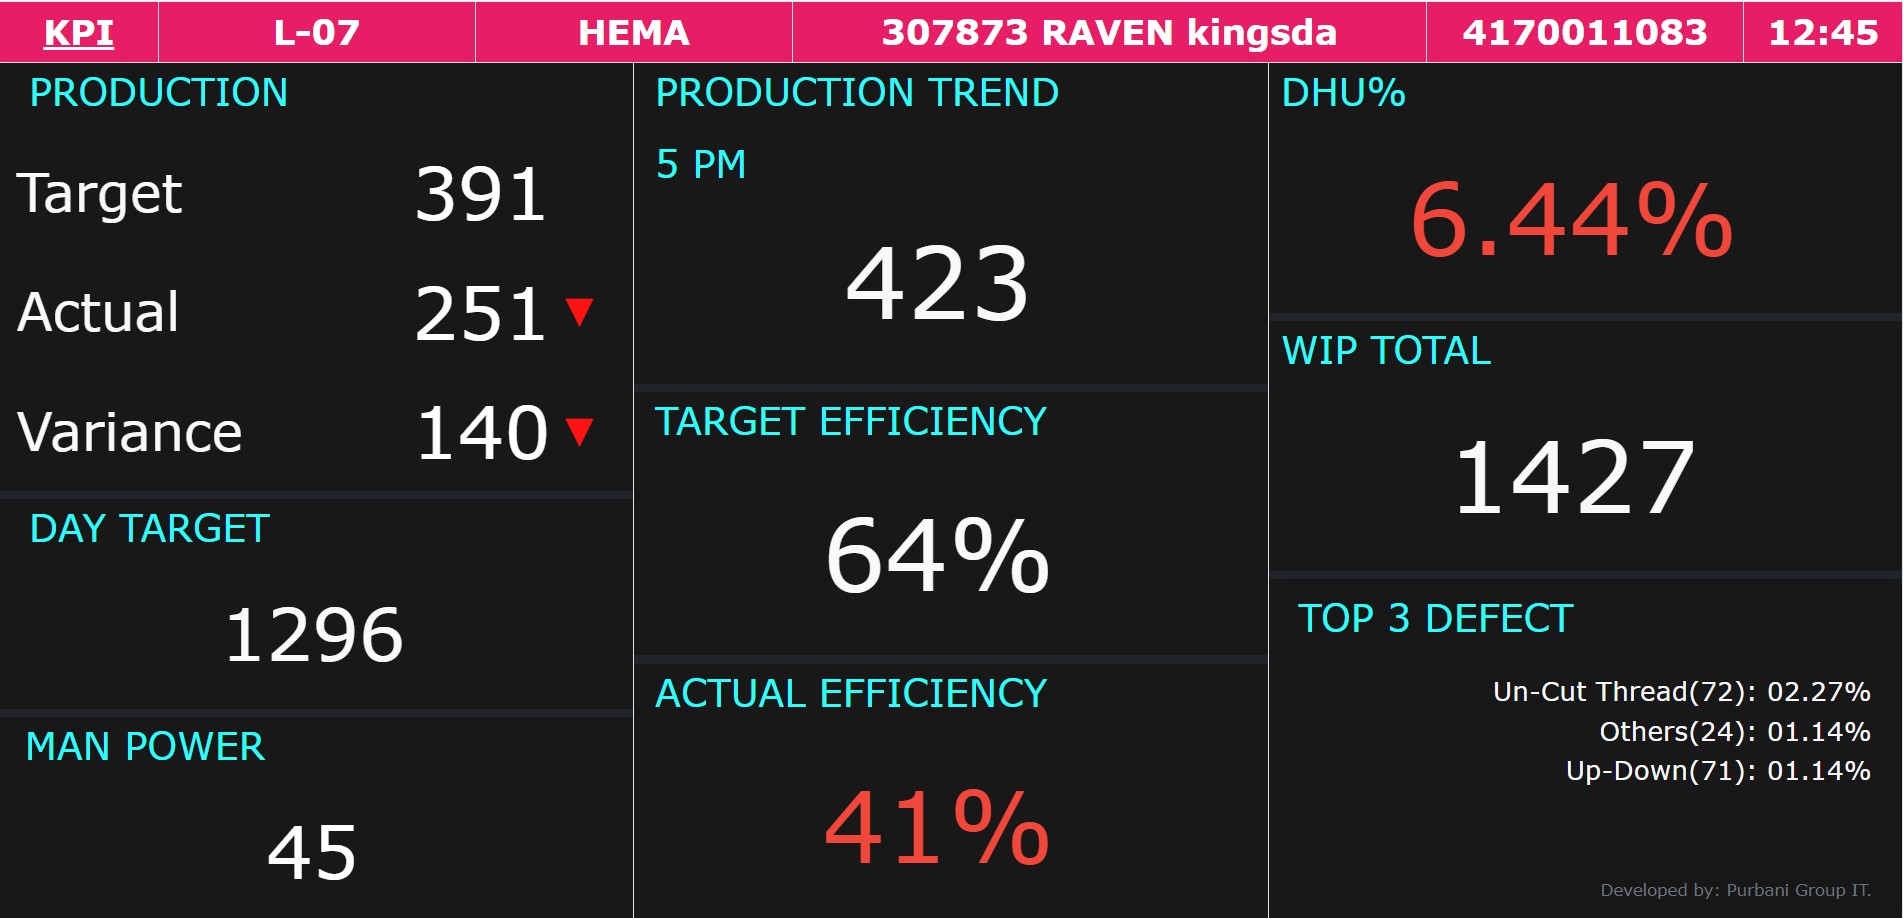 KPI L-07 HEMA 307873 RAVEN kingsda 4170011083 12:45
PRODUCTION
Target 391
Actual 251 ▼
Variance 140 ▼
DAY TARGET
1296
MAN POWER
45
PRODUCTION TREND
5 PM
423
TARGET EFFICIENCY
64%
ACTUAL EFFICIENCY
41%
DHU%
6.44%
WIP TOTAL
1427
TOP 3 DEFECT
Un-Cut Thread(72): 02.27%
Others(24): 01.14%
Up-Down(71): 01.14%
Developed by: Purbani Group IT.